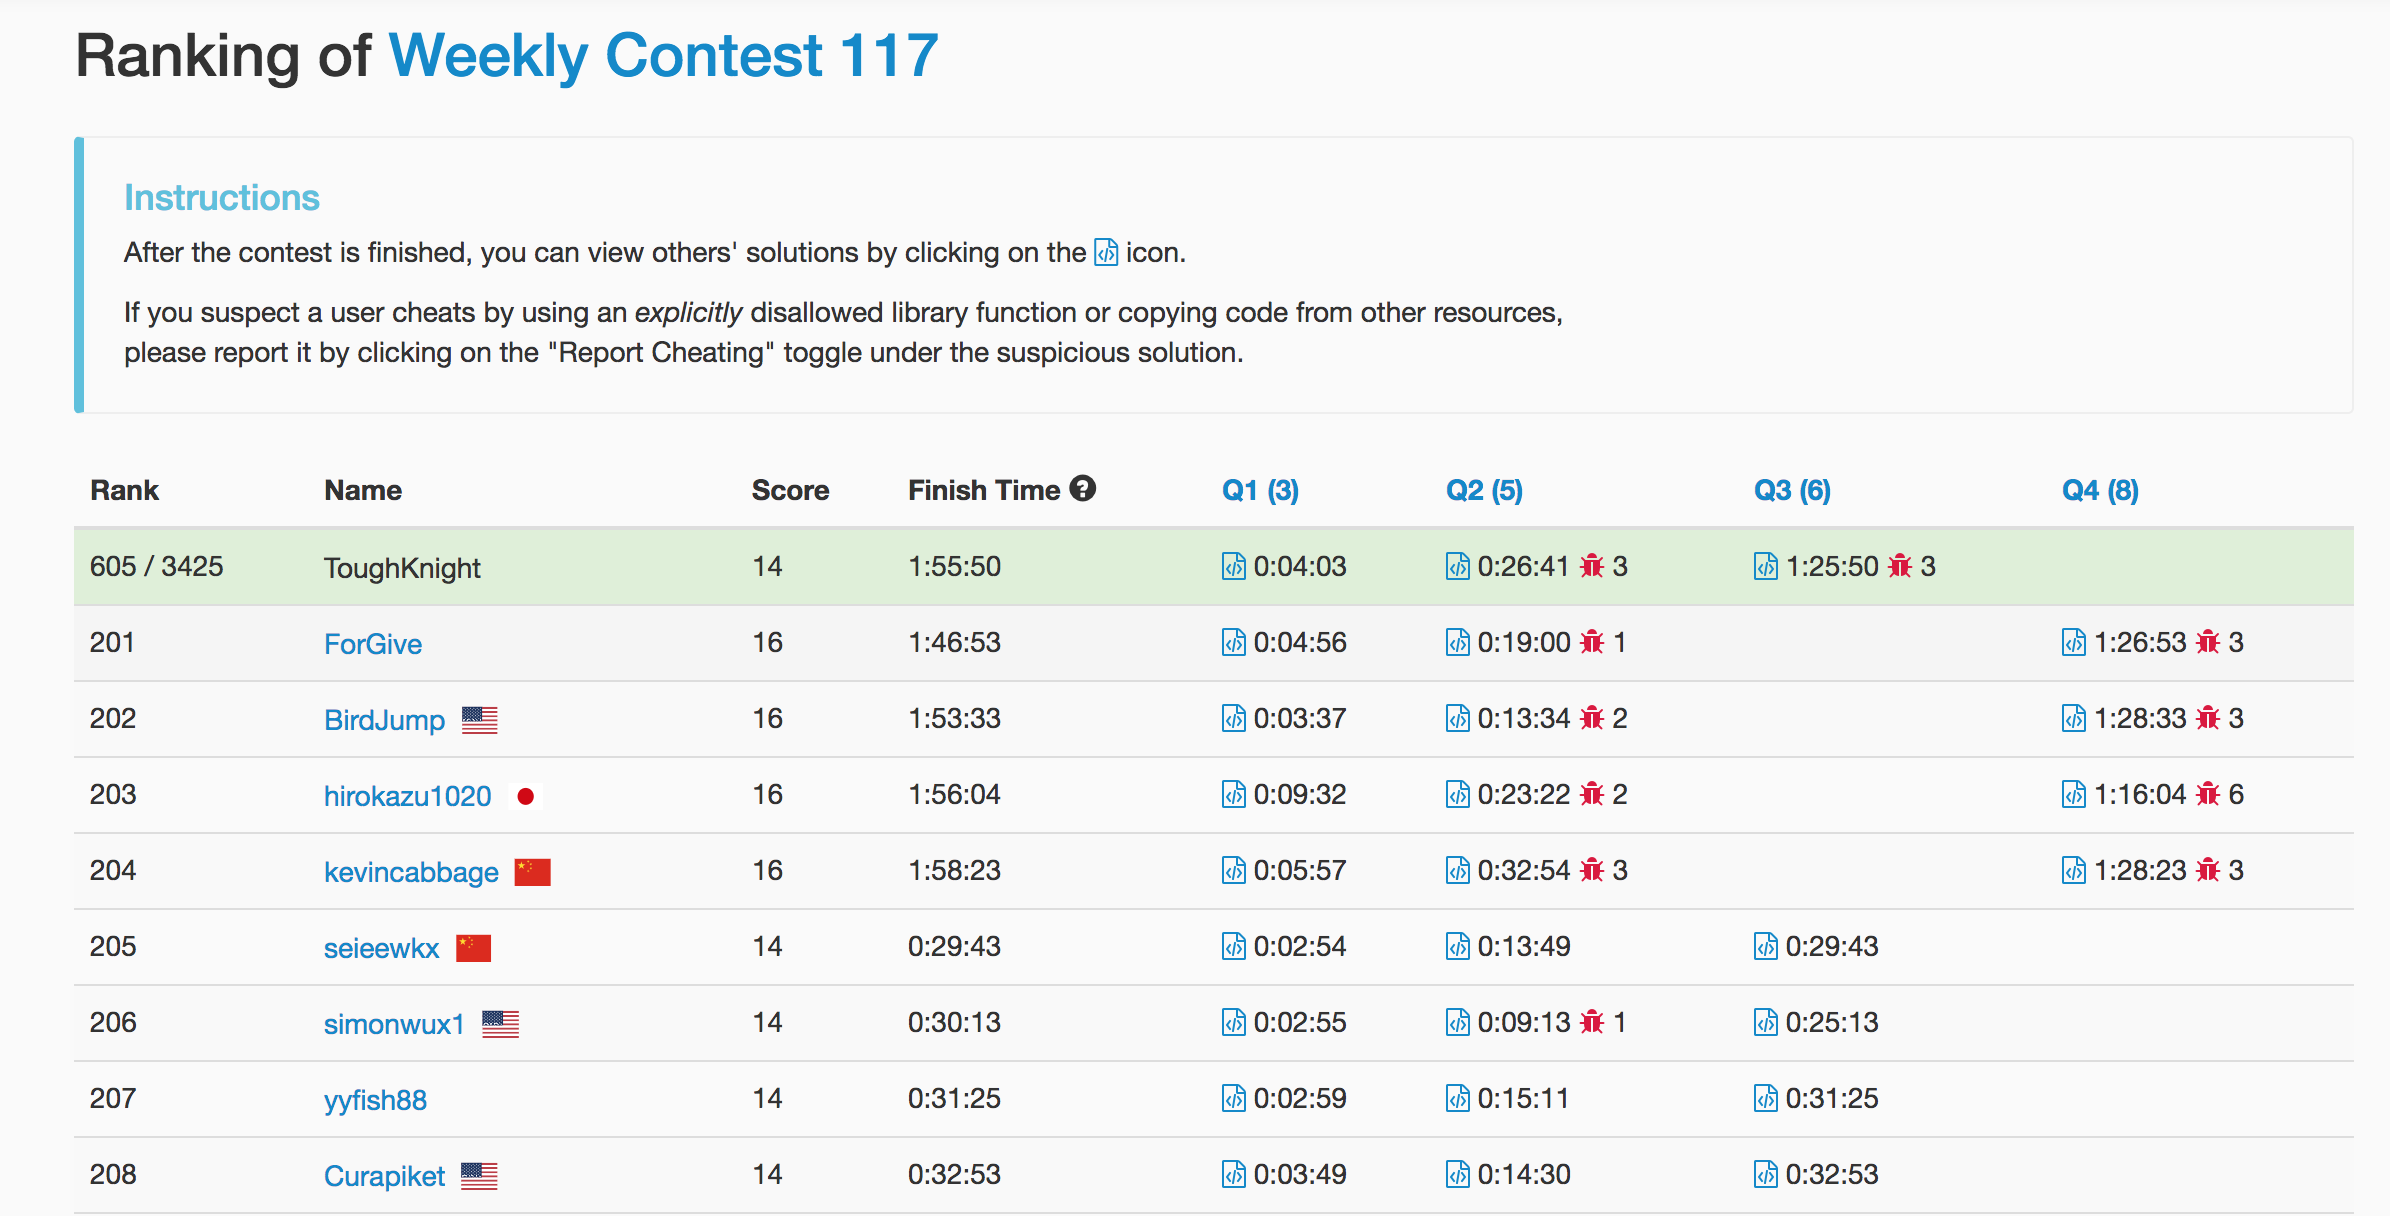 Ranking of Weekly Contest 117
Instructions
After the contest is finished, you can view others' solutions by clicking on the </> icon.
If you suspect a user cheats by using an explicitly disallowed library function or copying code from other resources,
please report it by clicking on the "Report Cheating" toggle under the suspicious solution.
Rank Name Score Finish Time ? Q1 (3) Q2 (5) Q3 (6) Q4 (8)
605 / 3425 ToughKnight 14 1:55:50 0:04:03 0:26:41 3 1:25:50 3
201 ForGive 16 1:46:53 0:04:56 0:19:00 1 1:26:53 3
202 BirdJump 16 1:53:33 0:03:37 0:13:34 2 1:28:33 3
203 hirokazu1020 16 1:56:04 0:09:32 0:23:22 2 1:16:04 6
204 kevincabbage 16 1:58:23 0:05:57 0:32:54 3 1:28:23 3
205 seieewkx 14 0:29:43 0:02:54 0:13:49 0:29:43
206 simonwux1 14 0:30:13 0:02:55 0:09:13 1 0:25:13
207 yyfish88 14 0:31:25 0:02:59 0:15:11 0:31:25
208 Curapiket 14 0:32:53 0:03:49 0:14:30 0:32:53